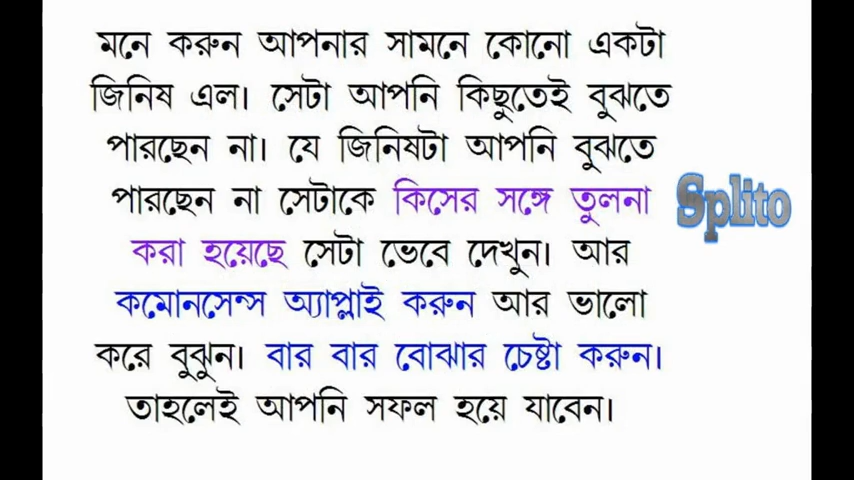 মনে করুন আপনার সামনে কোনো একটা
জিনিষ এল। সেটা আপনি কিছুতেই বুঝতে
পারছেন না। যে জিনিষটা আপনি বুঝতে
পারছেন না সেটাকে কিসের সঙ্গে তুলনা
Splito
করা হয়েছে সেটা ভেবে দেখুন। আর
কমোনসেন্স অ্যাপ্লাই করুন আর ভালো
করে বুঝুন। বার বার বোঝার চেষ্টা করুন।
তাহলেই আপনি সফল হয়ে যাবেন।